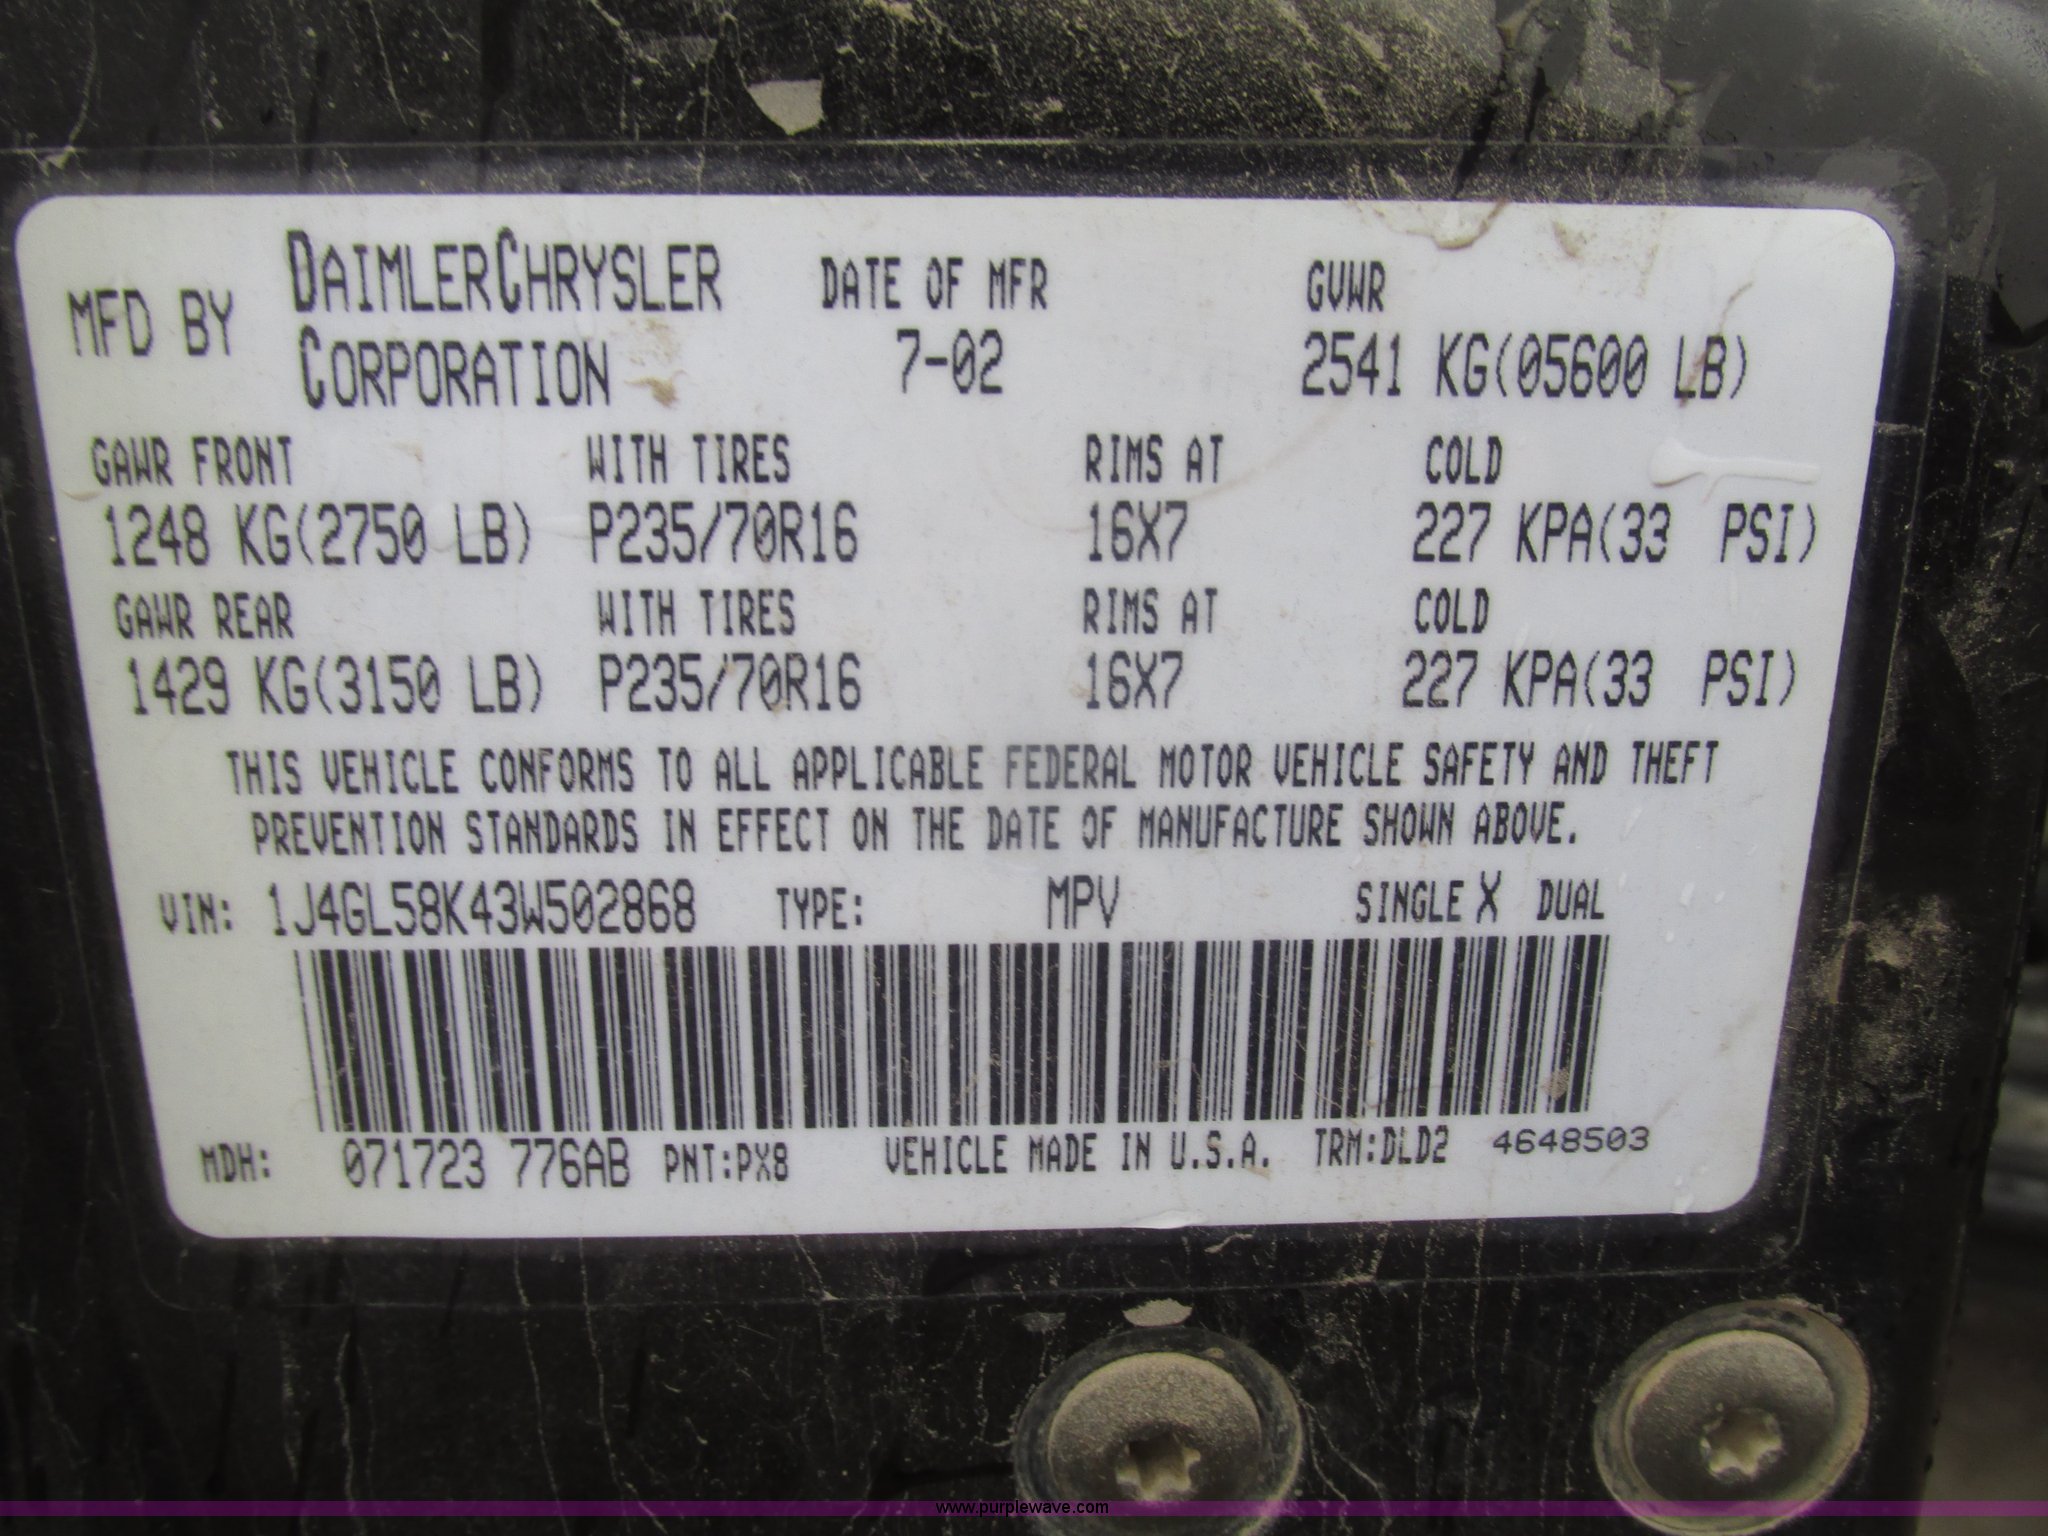 MFD BY DAIMLERCHRYSLER CORPORATION DATE OF MFR 7-02 GVWR 2541 KG(05600 LB)
GAWR FRONT WITH TIRES RIMS AT COLD
1248 KG(2750 LB) P235/70R16 16X7 227 KPA(33 PSI)
GAWR REAR WITH TIRES RIMS AT COLD
1429 KG(3150 LB) P235/70R16 16X7 227 KPA(33 PSI)
THIS VEHICLE CONFORMS TO ALL APPLICABLE FEDERAL MOTOR VEHICLE SAFETY AND THEFT
PREVENTION STANDARDS IN EFFECT ON THE DATE OF MANUFACTURE SHOWN ABOVE.
VIN: 1J4GL58K43W502868 TYPE: MPV SINGLE X DUAL
MDH: 071723 776AB PNT:PX8 VEHICLE MADE IN U.S.A. TRM:DLD2 4648503
www.purplewave.com